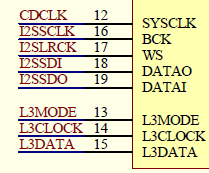 CDCLK 12 SYSCLK
I2SSCLK 16 BCK
I2SLRCK 17 WS
I2SSDI 18 DATAO
I2SSDO 19 DATAI
L3MODE 13 L3MODE
L3CLOCK 14 L3CLOCK
L3DATA 15 L3DATA